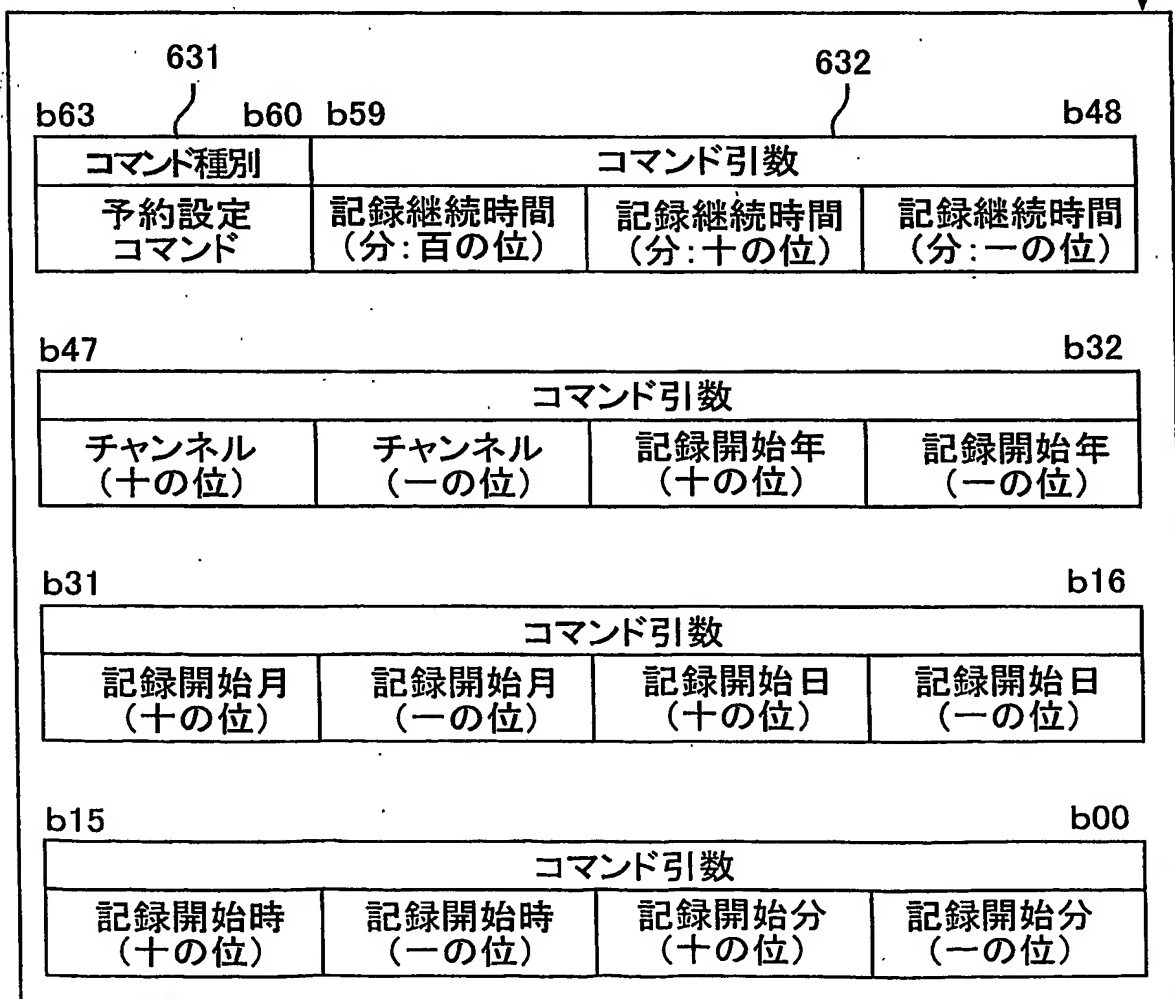 631
632
b63 b60 b59 b48
コマンド種別 コマンド引数
予約設定 記録継続時間 記録継続時間 記録継続時間
コマンド (分:百の位) (分:十の位) (分:一の位)
b47 b32
コマンド引数
チャンネル チャンネル 記録開始年 記録開始年
(十の位) (一の位) (十の位) (一の位)
b31 b16
コマンド引数
記録開始月 記録開始月 記録開始日 記録開始日
(十の位) (一の位) (十の位) (一の位)
b15 b00
コマンド引数
記録開始時 記録開始時 記録開始分 記録開始分
(十の位) (一の位) (十の位) (一の位)